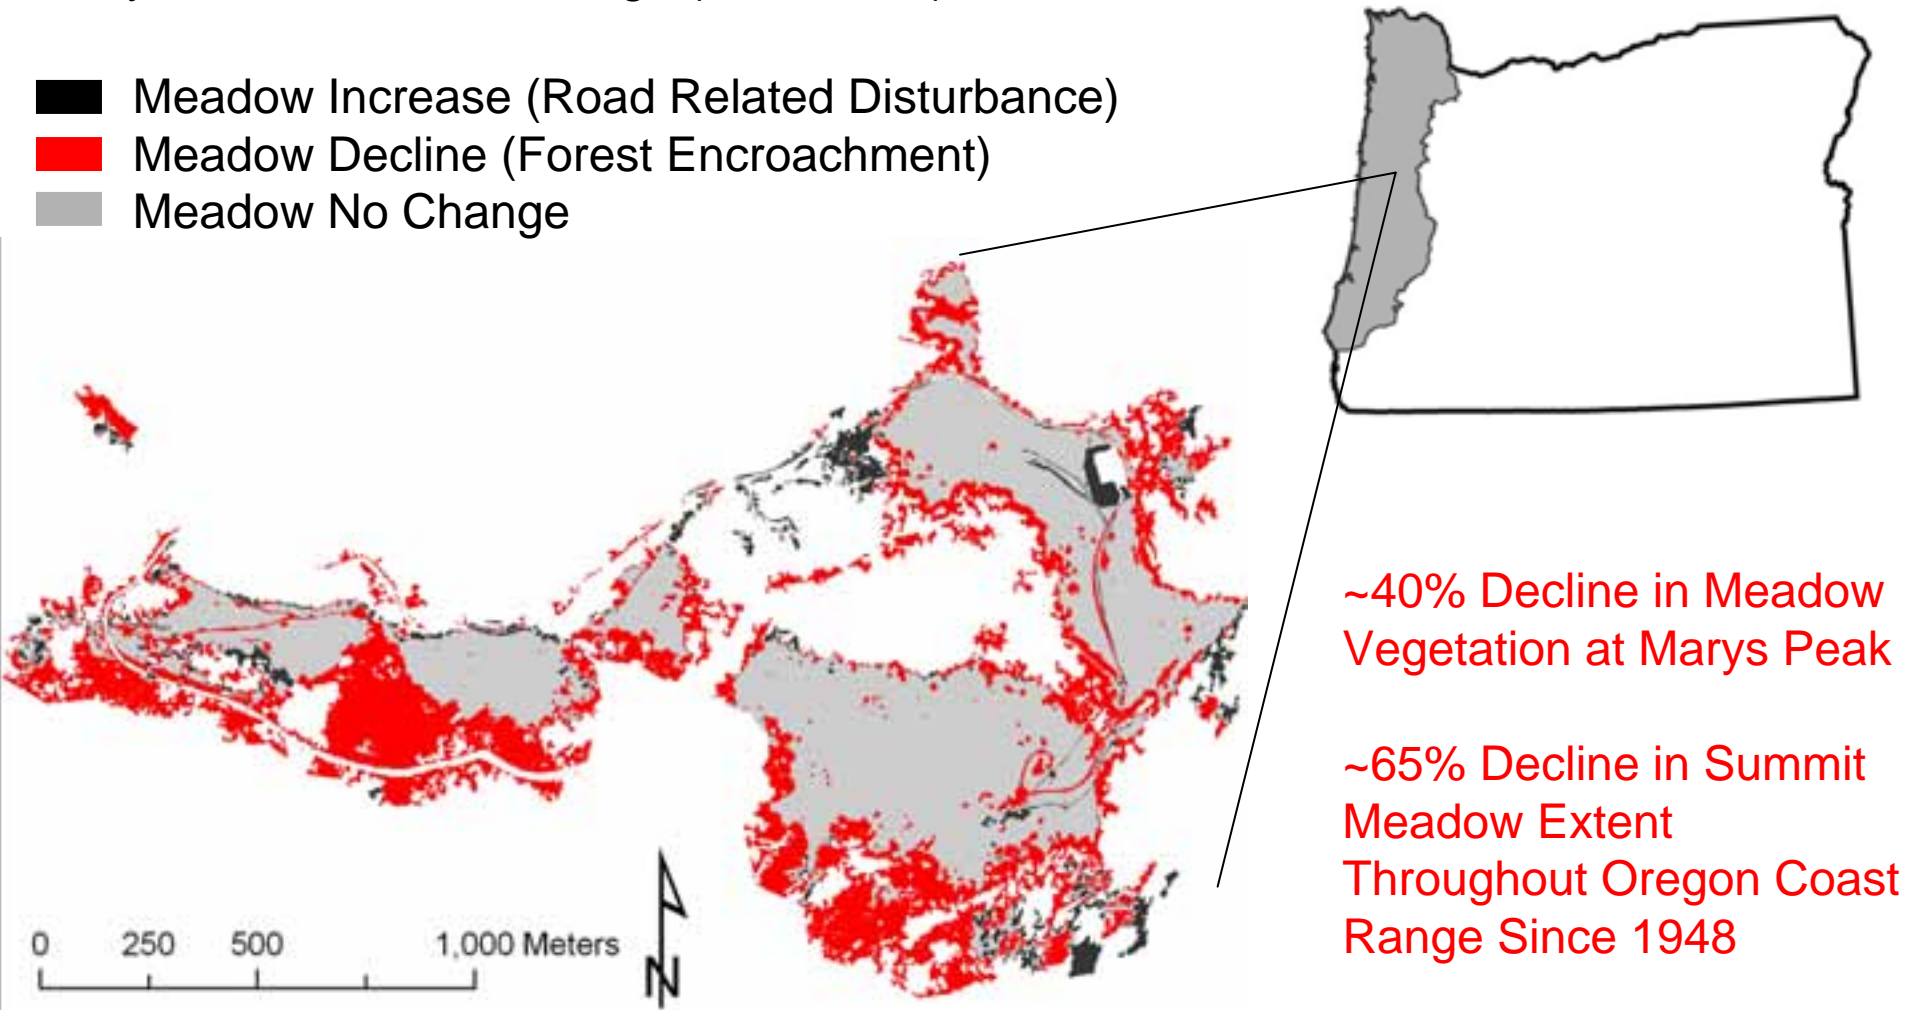 Meadow Increase (Road Related Disturbance)
Meadow Decline (Forest Encroachment)
Meadow No Change
~40% Decline in Meadow
Vegetation at Marys Peak
~65% Decline in Summit
Meadow Extent
Throughout Oregon Coast
Range Since 1948
0 250 500 1,000 Meters
N